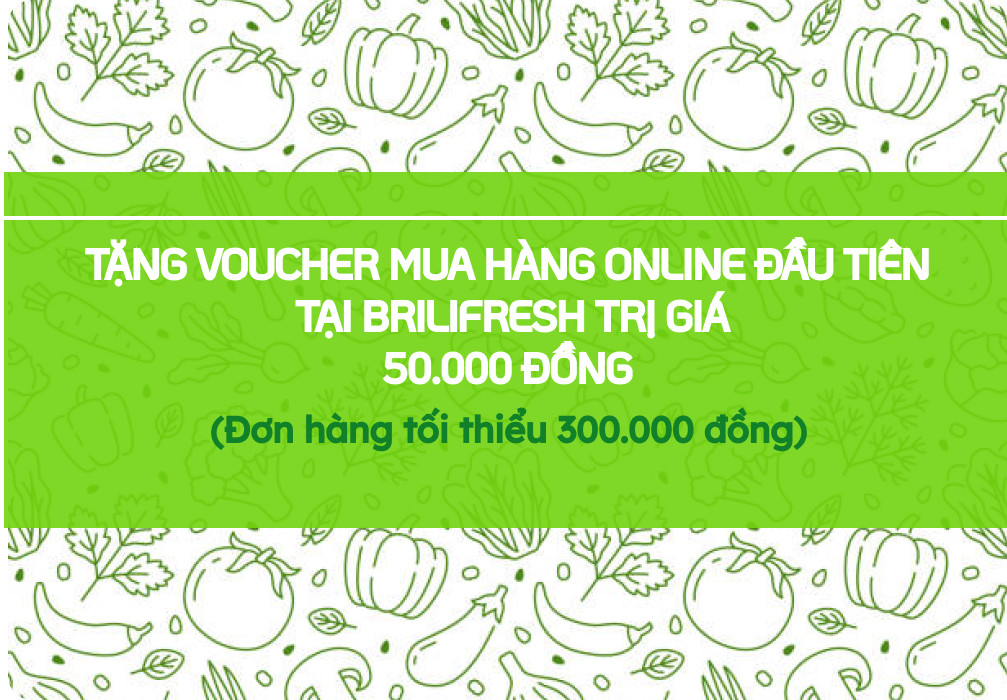 TẶNG VOUCHER MUA HÀNG ONLINE ĐẦU TIÊN
TẠI BRILIFRESH TRỊ GIÁ
50.000 ĐỒNG
(Đơn hàng tối thiểu 300.000 đồng)